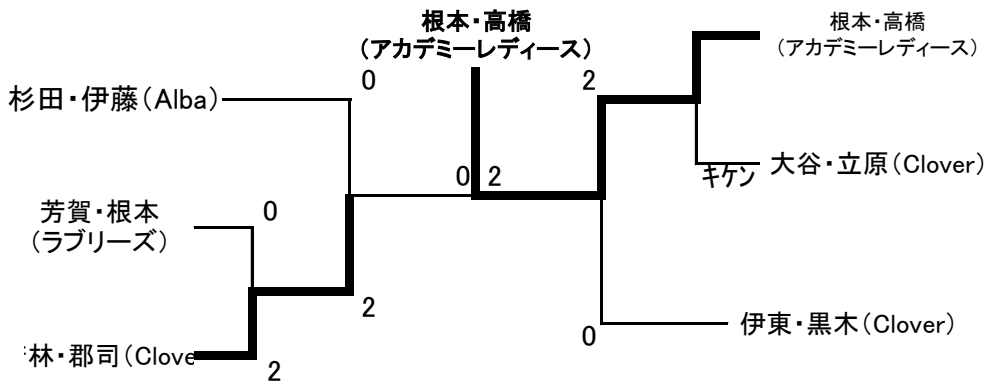 根本・高橋
(アカデミーレディース)
根本・高橋
(アカデミーレディース)
0
2
杉田・伊藤(Alba)
0
2
キケン
大谷・立原(Clover)
芳賀・根本
(ラブリーズ)
0
2
0
伊東・黒木(Clover)
林・郡司(Clove
2